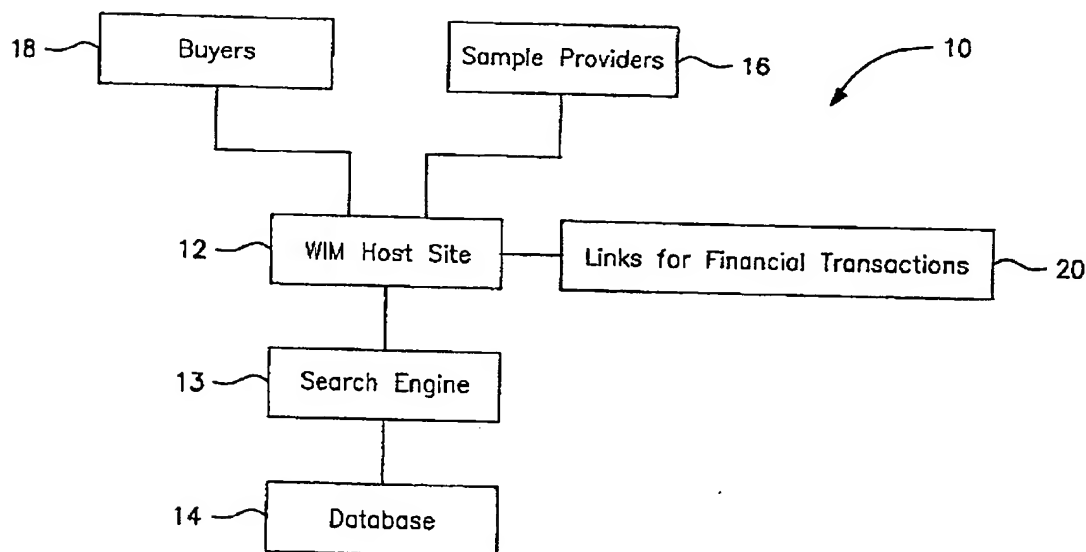 18 Buyers
Sample Providers 16
10
12 WIM Host Site
Links for Financial Transactions 20
13 Search Engine
14 Database